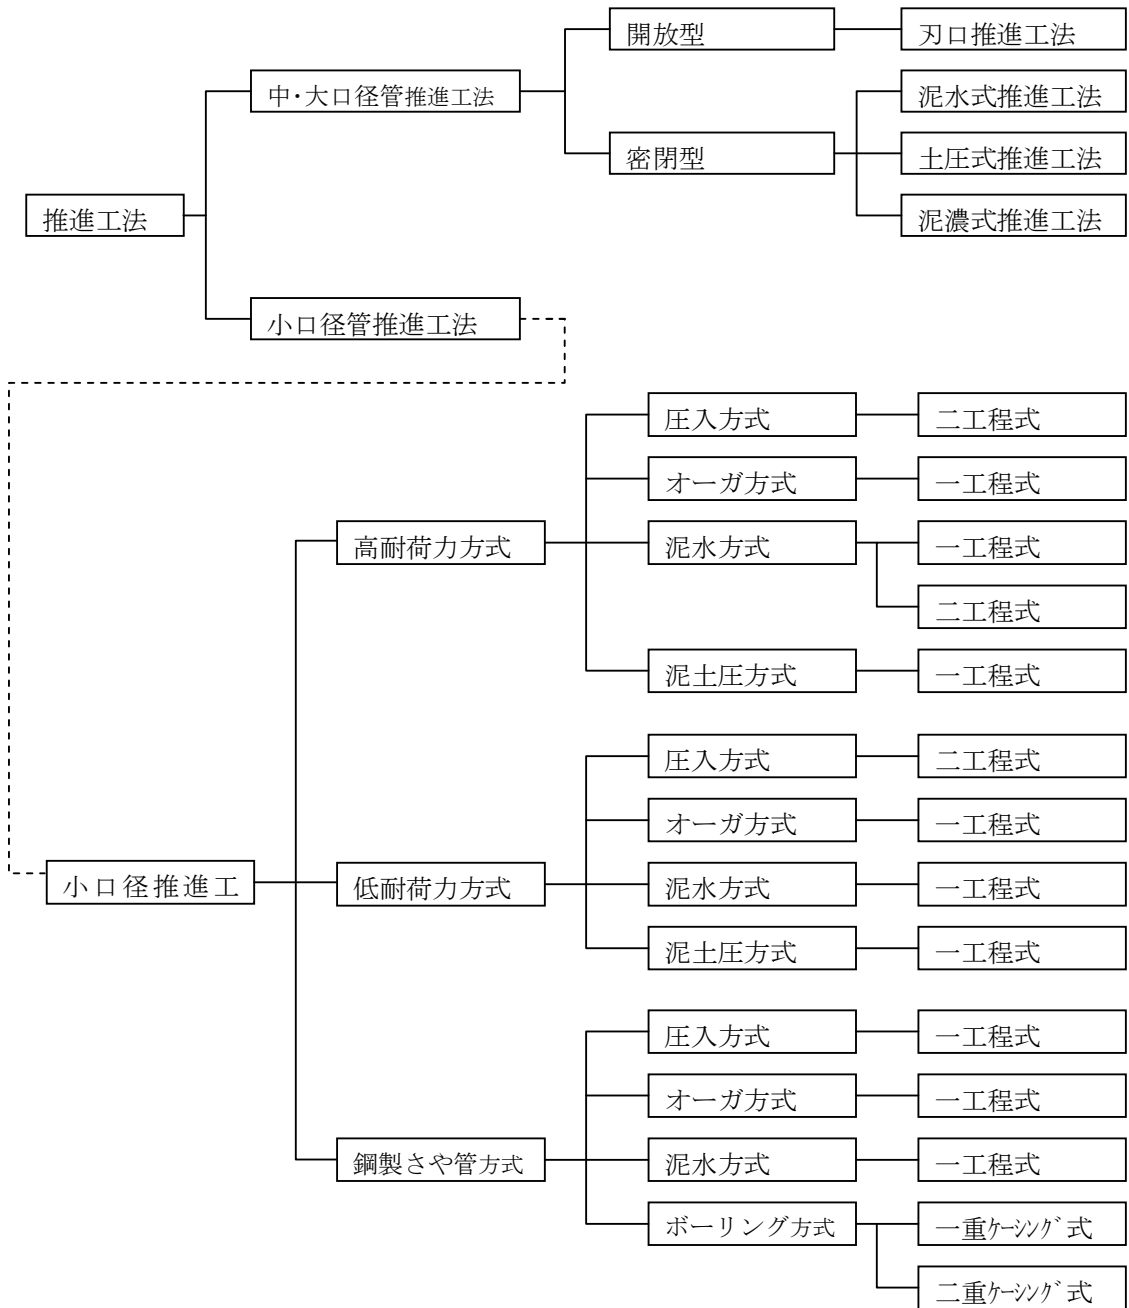 開放型
刃口推進工法
中・大口径管推進工法
泥水式推進工法
密閉型
土圧式推進工法
推進工法
泥濃式推進工法
小口径管推進工法
圧入方式
二工程式
オーガ方式
一工程式
高耐荷力方式
泥水方式
一工程式
二工程式
泥土圧方式
一工程式
圧入方式
二工程式
オーガ方式
一工程式
小口径推進工
低耐荷力方式
泥水方式
一工程式
泥土圧方式
一工程式
圧入方式
一工程式
オーガ方式
一工程式
鋼製さや管方式
泥水方式
一工程式
ボーリング方式
一重ｹｰｼﾝｸﾞ式
二重ｹｰｼﾝｸﾞ式